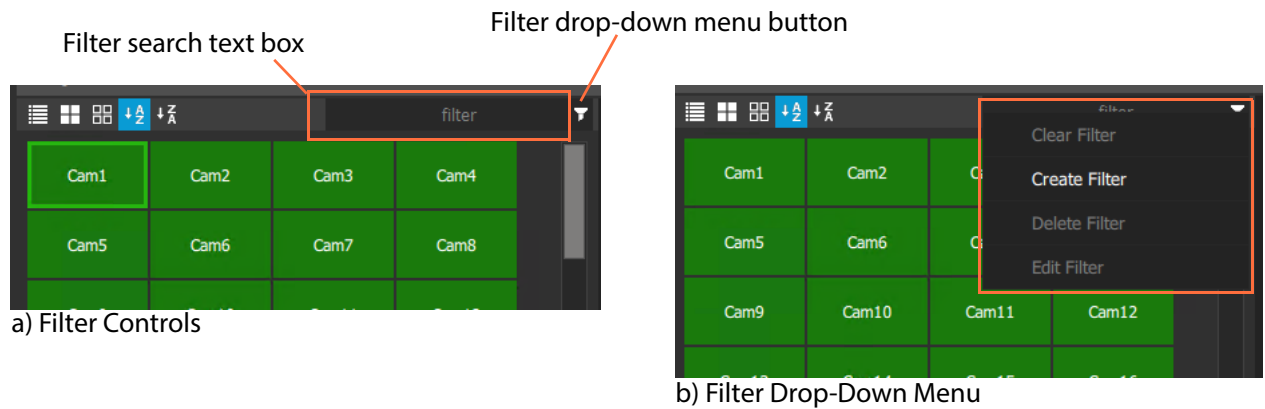 Filter drop-down menu button
Filter search text box
filter
Cam1 Cam2 Cam3 Cam4
Cam5 Cam6 Cam7 Cam8
a) Filter Controls
filter
Clear Filter
Cam1 Cam2
Create Filter
Delete Filter
Cam5 Cam6
Edit Filter
Cam9 Cam10 Cam11 Cam12
b) Filter Drop-Down Menu